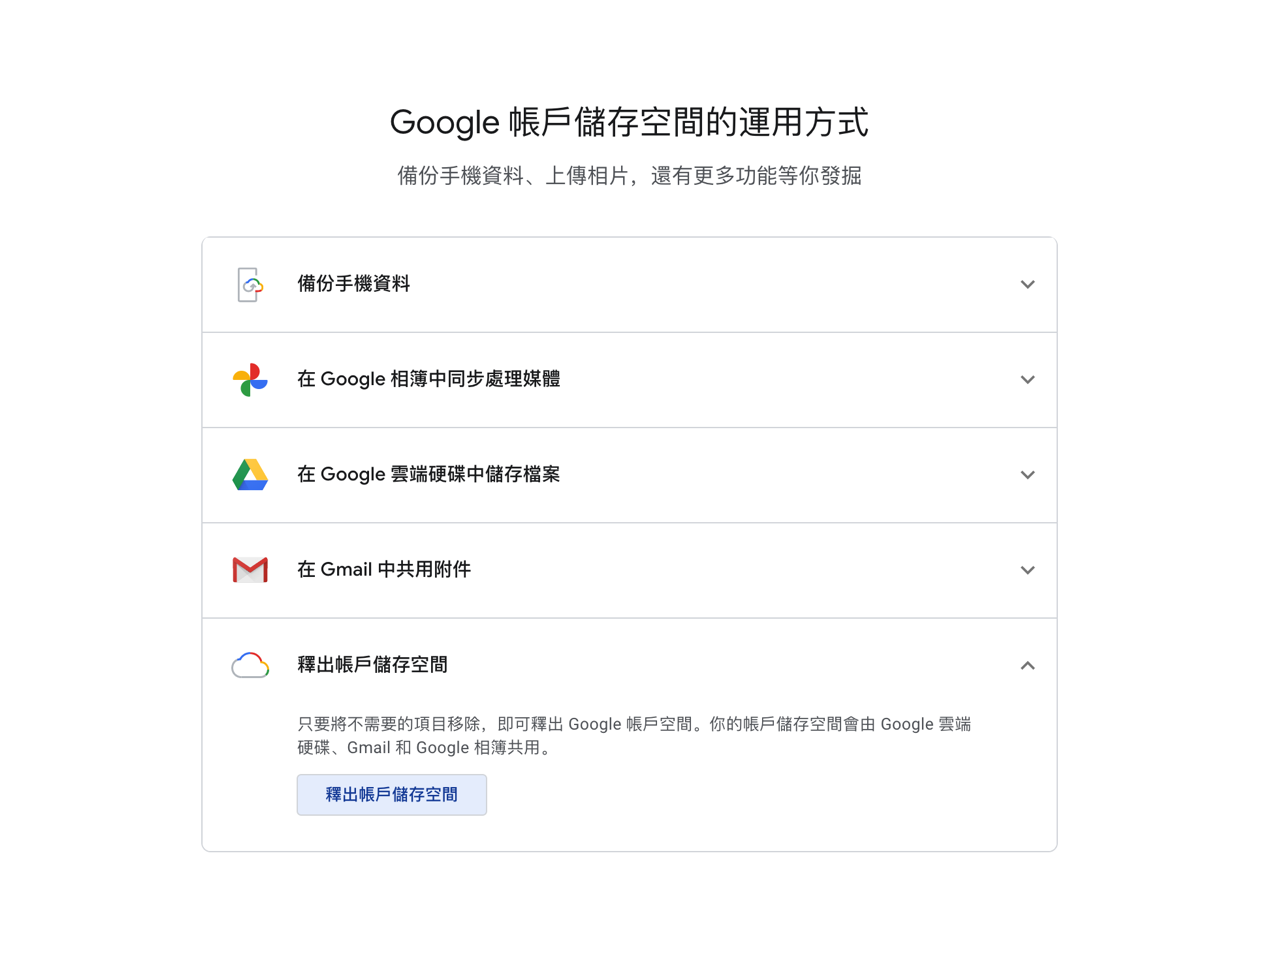 Google 帳戶儲存空間的運用方式
備份手機資料、上傳相片，還有更多功能等你發掘
備份手機資料
在 Google 相簿中同步處理媒體
在 Google 雲端硬碟中儲存檔案
在 Gmail 中共用附件
釋出帳戶儲存空間
只要將不需要的項目移除，即可釋出 Google 帳戶空間。你的帳戶儲存空間會由 Google 雲端
硬碟、Gmail 和 Google 相簿共用。
釋出帳戶儲存空間